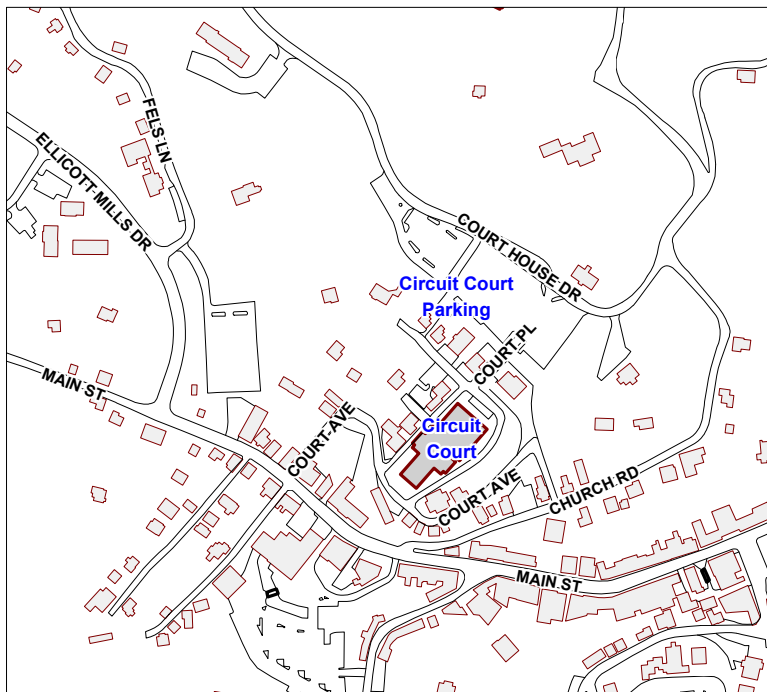 FELS LN
ELLICOTT MILLS DR
COURT HOUSE DR
Circuit Court
Parking
COURT PL
MAIN ST
COURT AVE
Circuit
Court
COURT AVE
CHURCH RD
MAIN ST